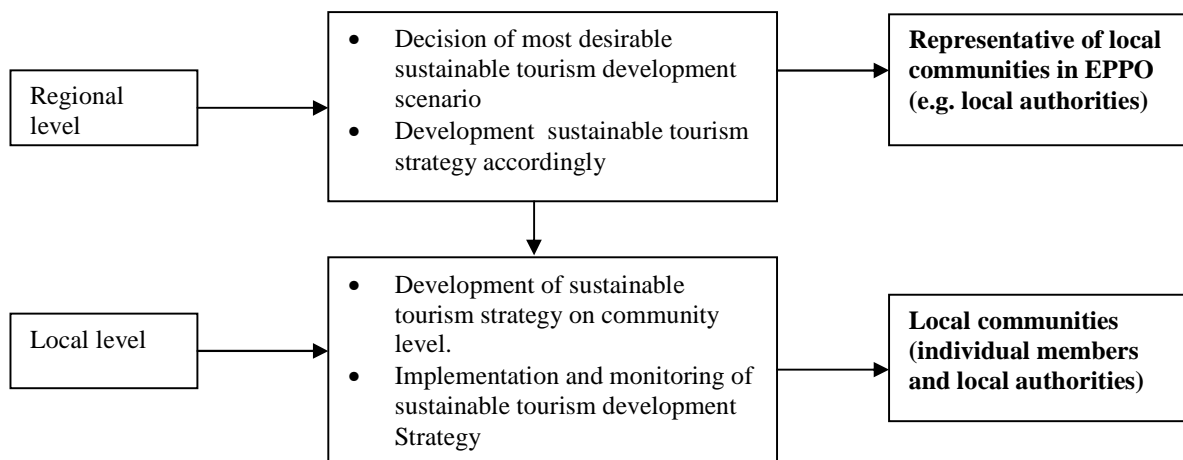 Regional
level
• Decision of most desirable
sustainable tourism development
scenario
• Development sustainable tourism
strategy accordingly
Representative of local
communities in EPPO
(e.g. local authorities)
Local level
• Development of sustainable
tourism strategy on community
level.
• Implementation and monitoring of
sustainable tourism development
Strategy
Local communities
(individual members
and local authorities)